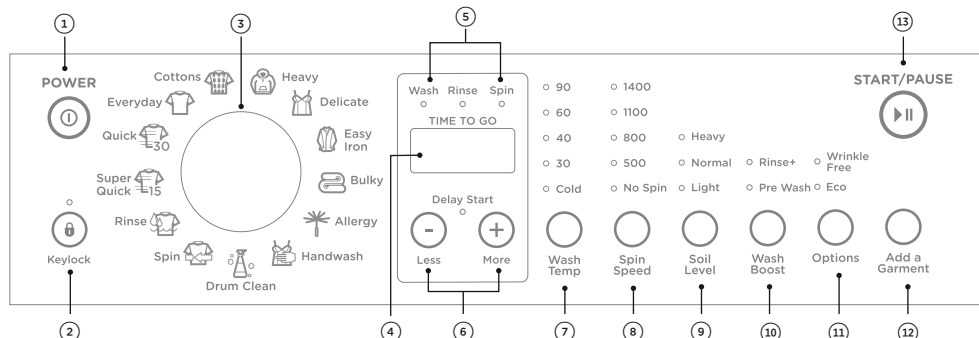 1
3
5
13
POWER
START/PAUSE
Cottons
Heavy
Everyday
Delicate
Quick
30
Easy
Iron
Super
Quick
15
Bulky
Rinse
Allergy
Spin
Handwash
Drum Clean
Keylock
Wash Rinse Spin
TIME TO GO
Delay Start
- +
Less More
90
60
40
30
Cold
Wash
Temp
1400
1100
800
500
No Spin
Spin
Speed
Heavy
Normal
Light
Soil
Level
Rinse+
Pre Wash
Wash
Boost
Wrinkle
Free
Eco
Options
Add a
Garment
2
4
6
7
8
9
10
11
12